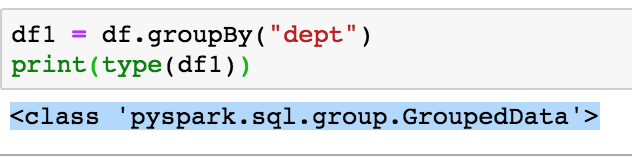 df1 = df.groupBy("dept")
print(type(df1))
<class 'pyspark.sql.group.GroupedData'>